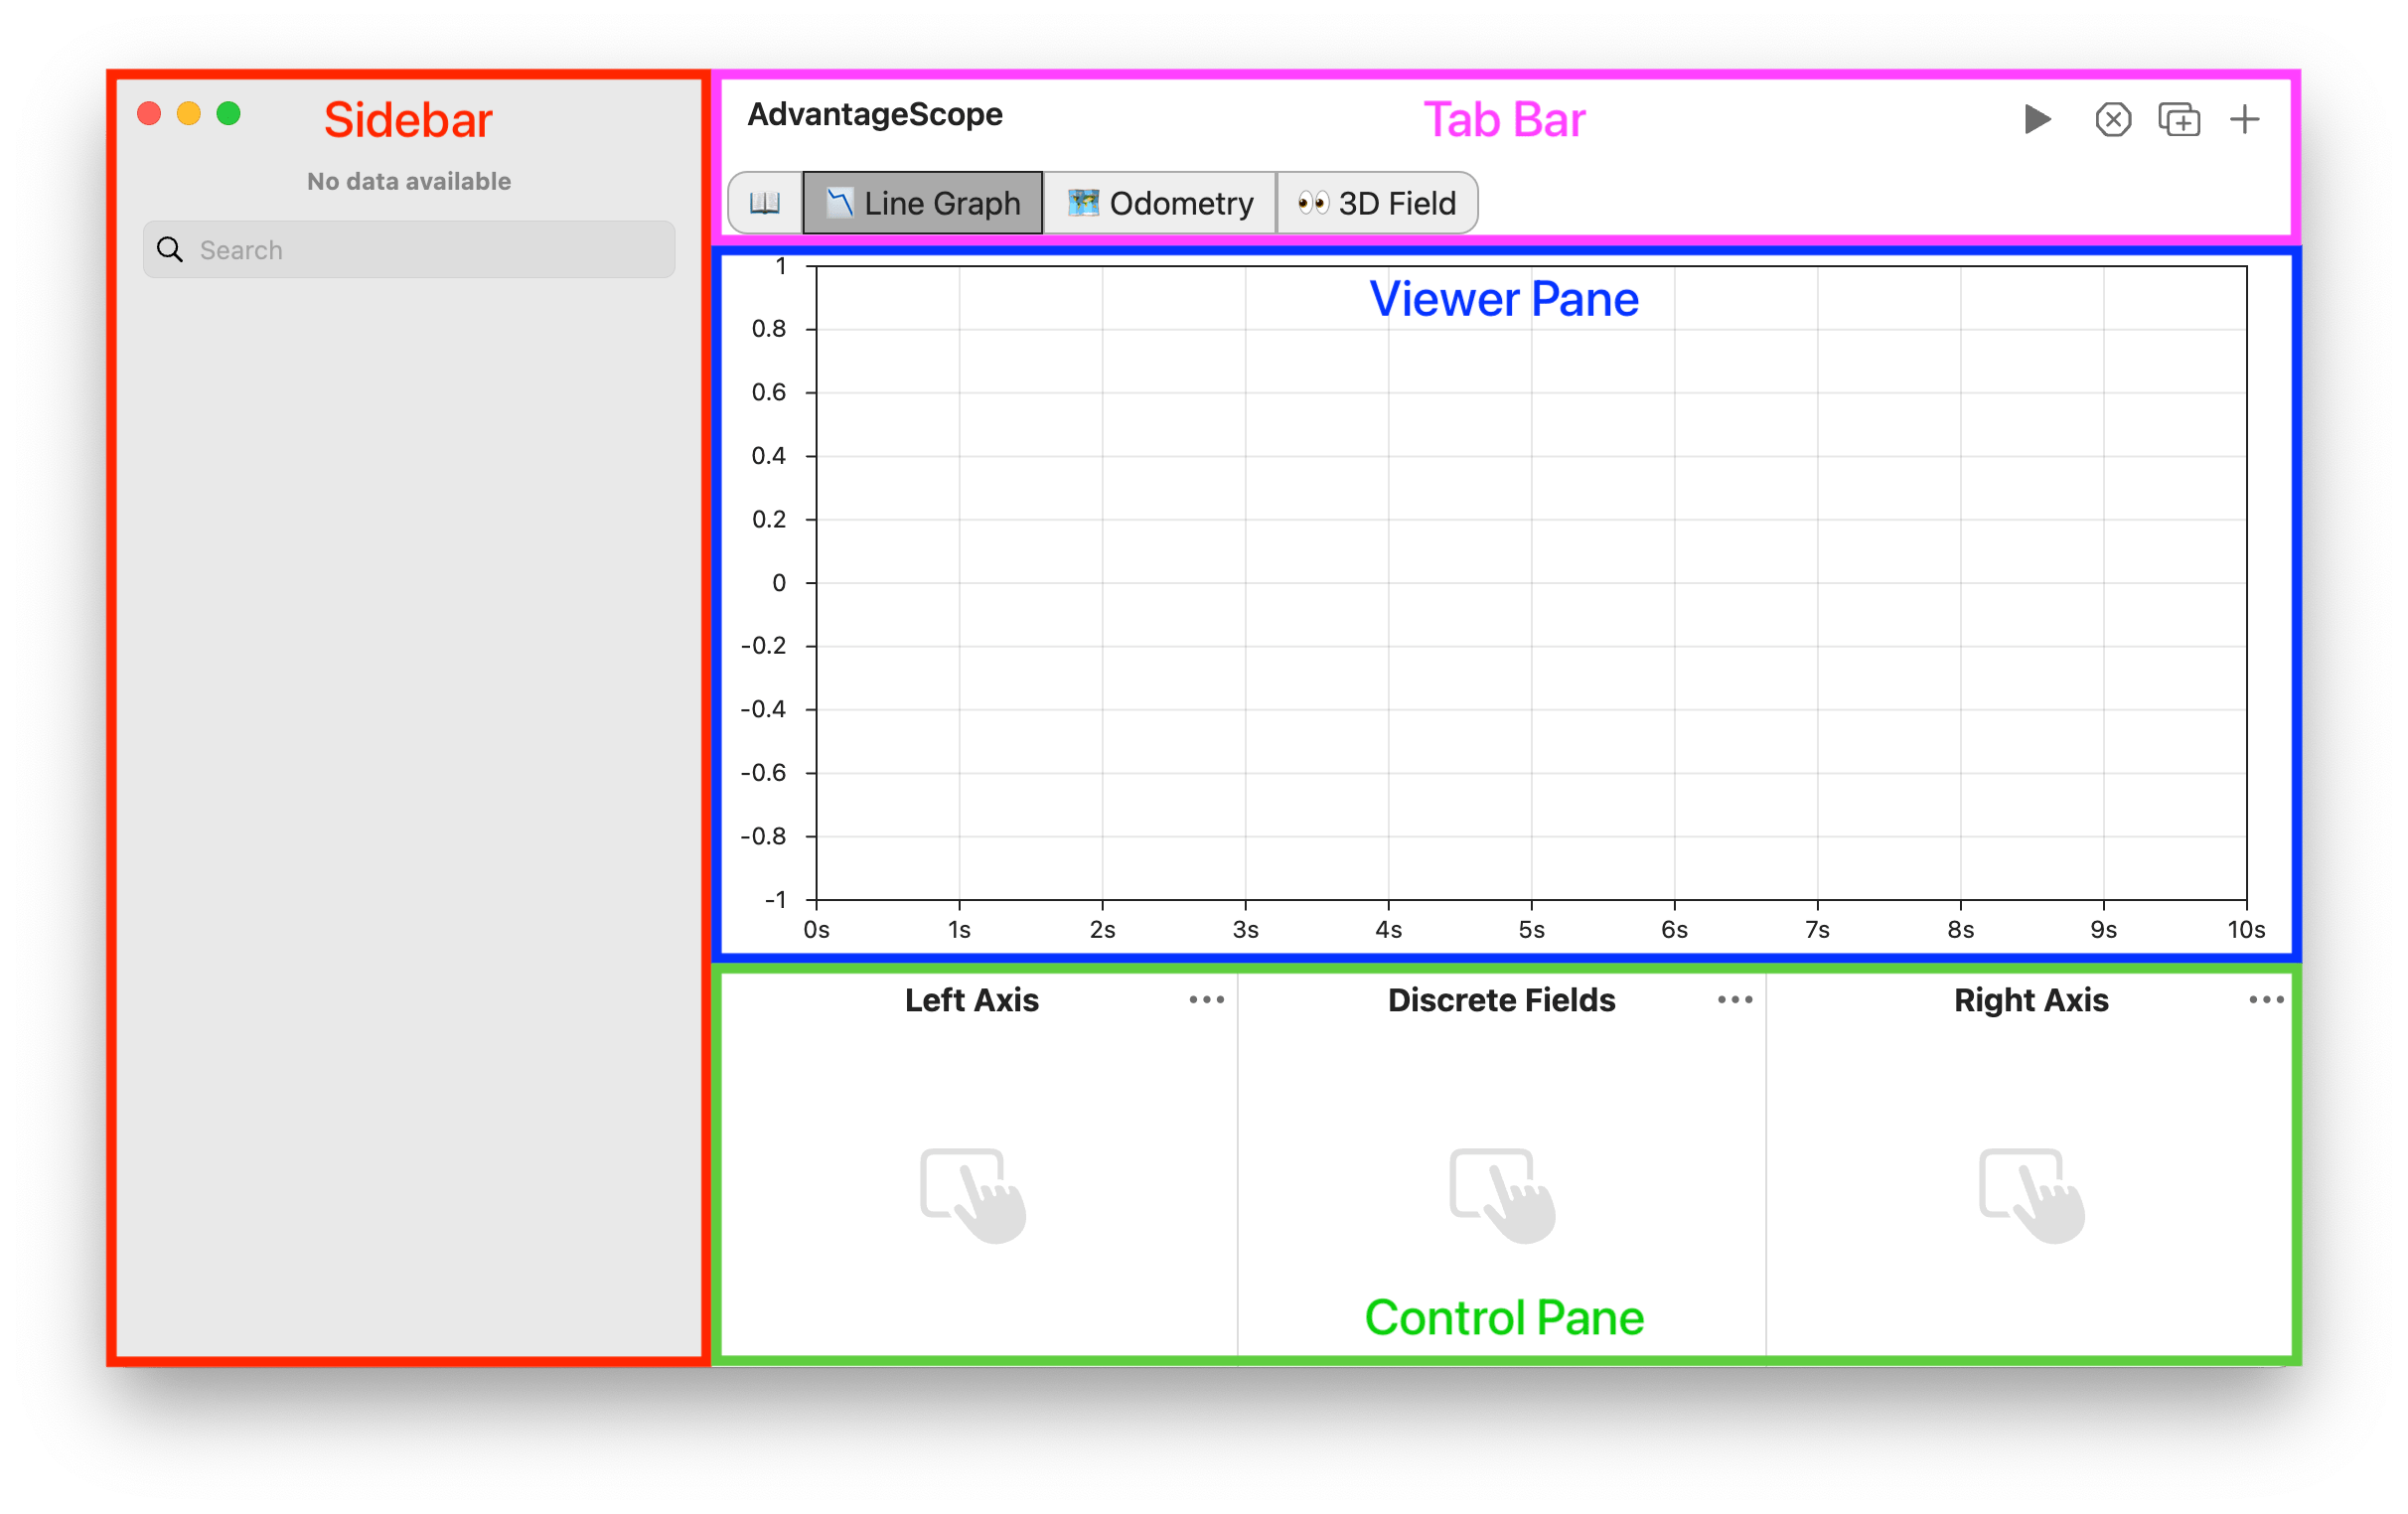 Sidebar
No data available
Search
AdvantageScope
Tab Bar
Line Graph
Odometry
3D Field
Viewer Pane
1
0.8
0.6
0.4
0.2
0
-0.2
-0.4
-0.6
-0.8
-1
0s 1s 2s 3s 4s 5s 6s 7s 8s 9s 10s
Left Axis
Discrete Fields
Right Axis
Control Pane